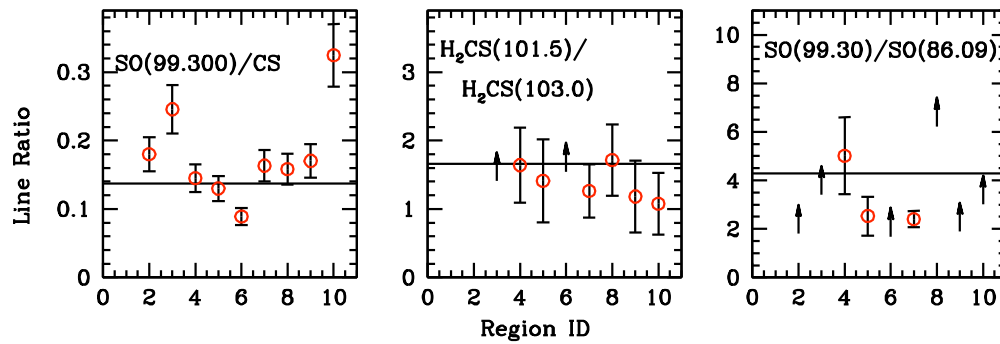 SO(99.300)/CS
H₂CS(101.5)/
H₂CS(103.0)
SO(99.30)/SO(86.09)
Line Ratio
0.3
0.2
0.1
0
0 2 4 6 8 10
3
2
1
0
0 2 4 6 8 10
10
8
6
4
2
0
0 2 4 6 8 10
Region ID